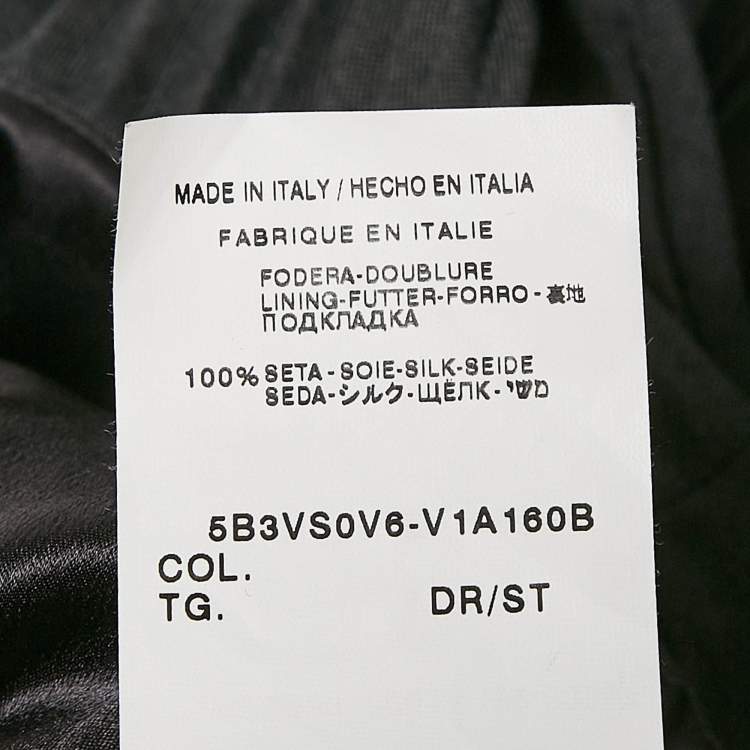 MADE IN ITALY / HECHO EN ITALIA
FABRIQUE EN ITALIE
FODERA-DOUBLURE
LINING-FUTTER-FORRO-裏地
ПОДКЛАДКА
100% SETA-SOIE-SILK-SEIDE
SEDA-シルク-ЩЁЛК-משי
5B3VS0V6-V1A160B
COL.
TG. DR/ST